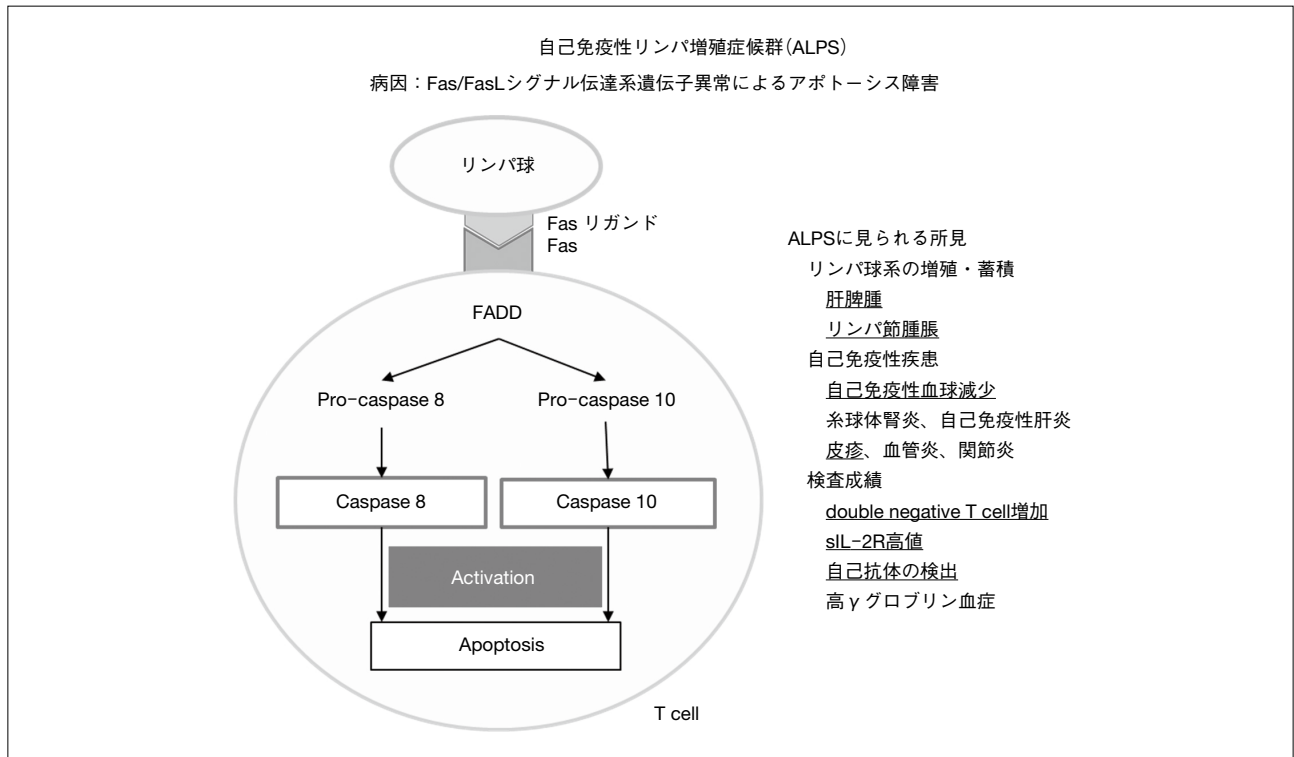 自己免疫性リンパ増殖症候群(ALPS)
病因：Fas/FasLシグナル伝達系遺伝子異常によるアポトーシス障害
リンパ球
Fas リガンド
Fas
FADD
Pro-caspase 8
Pro-caspase 10
Caspase 8
Caspase 10
Activation
Apoptosis
T cell
ALPSに見られる所見
リンパ球系の増殖・蓄積
肝脾腫
リンパ節腫脹
自己免疫性疾患
自己免疫性血球減少
糸球体腎炎、自己免疫性肝炎
皮疹、血管炎、関節炎
検査成績
double negative T cell増加
sIL-2R高値
自己抗体の検出
高γグロブリン血症